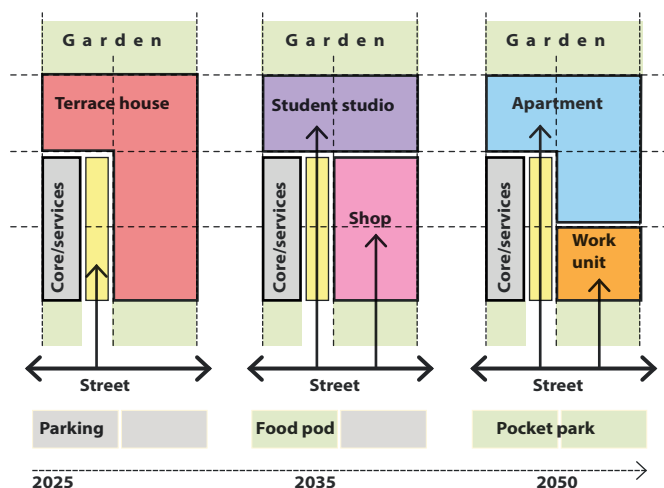 Garden
Garden
Garden
Terrace house
Student studio
Apartment
Core/services
Core/services
Shop
Core/services
Work
unit
Street
Street
Street
Parking
Food pod
Pocket park
2025
2035
2050